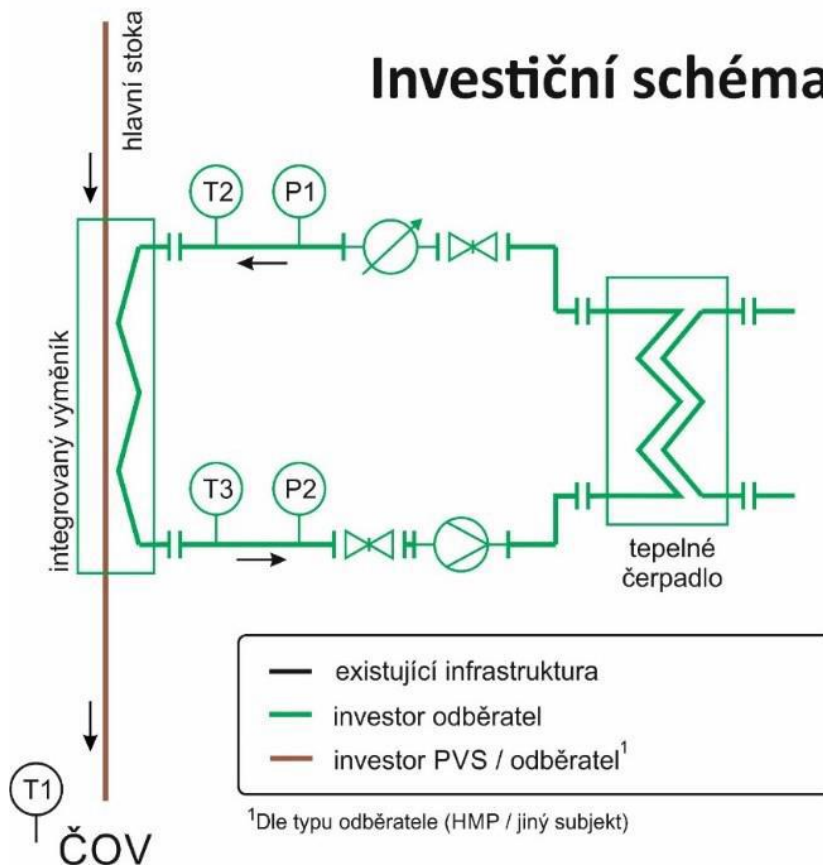 Investiční schéma
hlavní stoka
T2
P1
integrovaný výměník
T3
P2
tepelné
čerpadlo
existující infrastruktura
investor odběratel
investor PVS / odběratel¹
T1
ČOV
¹Dle typu odběratele (HMP / jiný subjekt)